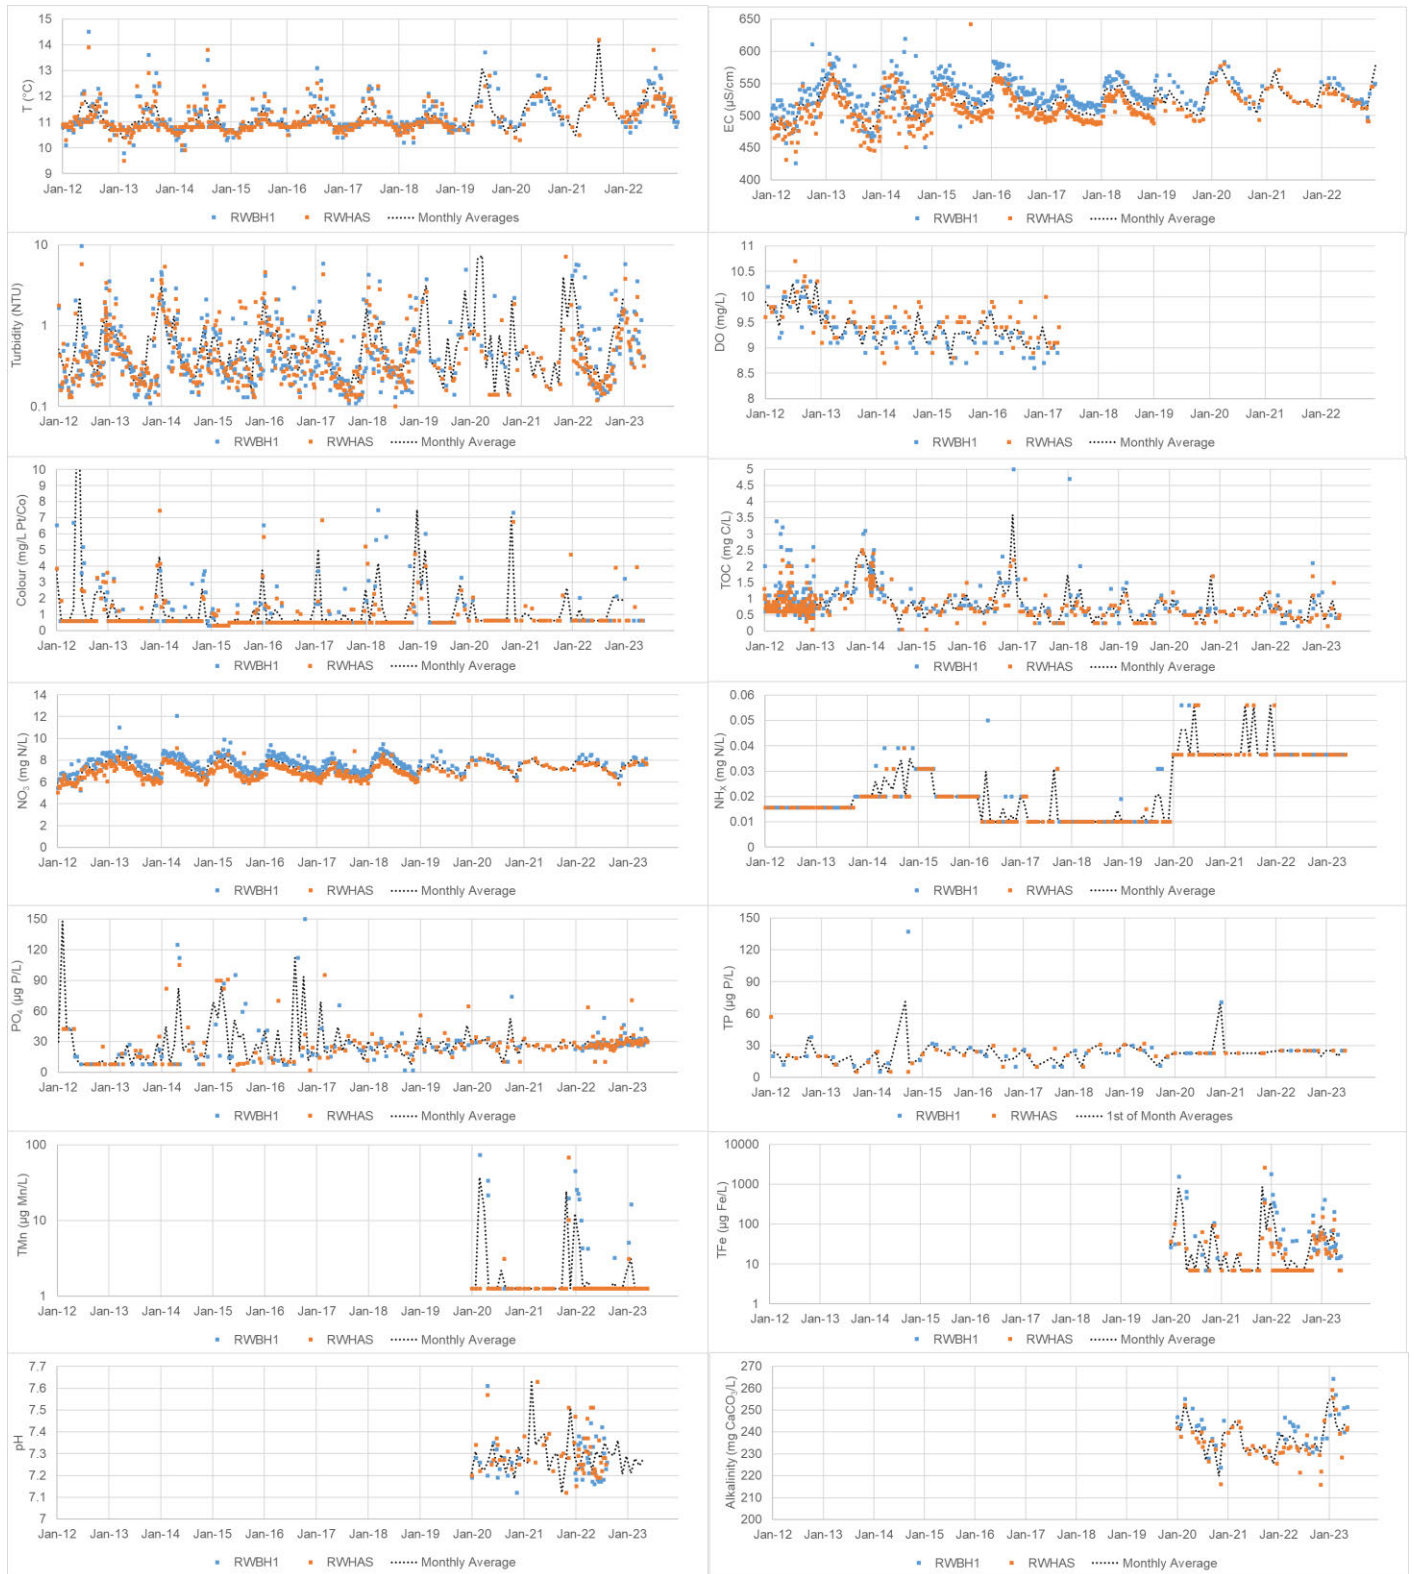 15
14
13
12
11
10
9
T (°C)
Jan-12 Jan-13 Jan-14 Jan-15 Jan-16 Jan-17 Jan-18 Jan-19 Jan-20 Jan-21 Jan-22
RWBH1 RWHAS Monthly Averages
650
600
550
500
450
400
EC (µS/cm)
Jan-12 Jan-13 Jan-14 Jan-15 Jan-16 Jan-17 Jan-18 Jan-19 Jan-20 Jan-21 Jan-22
RWBH1 RWHAS Monthly Average
10
1
0.1
Turbidity (NTU)
Jan-12 Jan-13 Jan-14 Jan-15 Jan-16 Jan-17 Jan-18 Jan-19 Jan-20 Jan-21 Jan-22 Jan-23
RWBH1 RWHAS Monthly Average
11
10.5
10
9.5
9
8.5
8
DO (mg/L)
Jan-12 Jan-13 Jan-14 Jan-15 Jan-16 Jan-17 Jan-18 Jan-19 Jan-20 Jan-21 Jan-22
RWBH1 RWHAS Monthly Average
10
9
8
7
6
5
4
3
2
1
0
Colour (mg/L Pt/Co)
Jan-12 Jan-13 Jan-14 Jan-15 Jan-16 Jan-17 Jan-18 Jan-19 Jan-20 Jan-21 Jan-22 Jan-23
RWBH1 RWHAS Monthly Average
5
4.5
4
3.5
3
2.5
2
1.5
1
0.5
0
TOC (mg C/L)
Jan-12 Jan-13 Jan-14 Jan-15 Jan-16 Jan-17 Jan-18 Jan-19 Jan-20 Jan-21 Jan-22 Jan-23
RWBH1 RWHAS Monthly Average
14
12
10
8
6
4
2
0
NO₃ (mg N/L)
Jan-12 Jan-13 Jan-14 Jan-15 Jan-16 Jan-17 Jan-18 Jan-19 Jan-20 Jan-21 Jan-22 Jan-23
RWBH1 RWHAS Monthly Average
0.06
0.05
0.04
0.03
0.02
0.01
0
NHₓ (mg N/L)
Jan-12 Jan-13 Jan-14 Jan-15 Jan-16 Jan-17 Jan-18 Jan-19 Jan-20 Jan-21 Jan-22 Jan-23
RWBH1 RWHAS Monthly Average
150
120
90
60
30
0
PO₄ (µg P/L)
Jan-12 Jan-13 Jan-14 Jan-15 Jan-16 Jan-17 Jan-18 Jan-19 Jan-20 Jan-21 Jan-22 Jan-23
RWBH1 RWHAS Monthly Average
150
120
90
60
30
0
TP (µg P/L)
Jan-12 Jan-13 Jan-14 Jan-15 Jan-16 Jan-17 Jan-18 Jan-19 Jan-20 Jan-21 Jan-22 Jan-23
RWBH1 RWHAS 1st of Month Averages
100
10
1
TMn (µg Mn/L)
Jan-12 Jan-13 Jan-14 Jan-15 Jan-16 Jan-17 Jan-18 Jan-19 Jan-20 Jan-21 Jan-22 Jan-23
RWBH1 RWHAS Monthly Average
10000
1000
100
10
1
TFe (µg Fe/L)
Jan-12 Jan-13 Jan-14 Jan-15 Jan-16 Jan-17 Jan-18 Jan-19 Jan-20 Jan-21 Jan-22 Jan-23
RWBH1 RWHAS Monthly Average
7.7
7.6
7.5
7.4
7.3
7.2
7.1
7
pH
Jan-12 Jan-13 Jan-14 Jan-15 Jan-16 Jan-17 Jan-18 Jan-19 Jan-20 Jan-21 Jan-22 Jan-23
RWBH1 RWHAS Monthly Average
270
260
250
240
230
220
210
200
Alkalinity (mg CaCO₃/L)
Jan-12 Jan-13 Jan-14 Jan-15 Jan-16 Jan-17 Jan-18 Jan-19 Jan-20 Jan-21 Jan-22 Jan-23
RWBH1 RWHAS Monthly Average